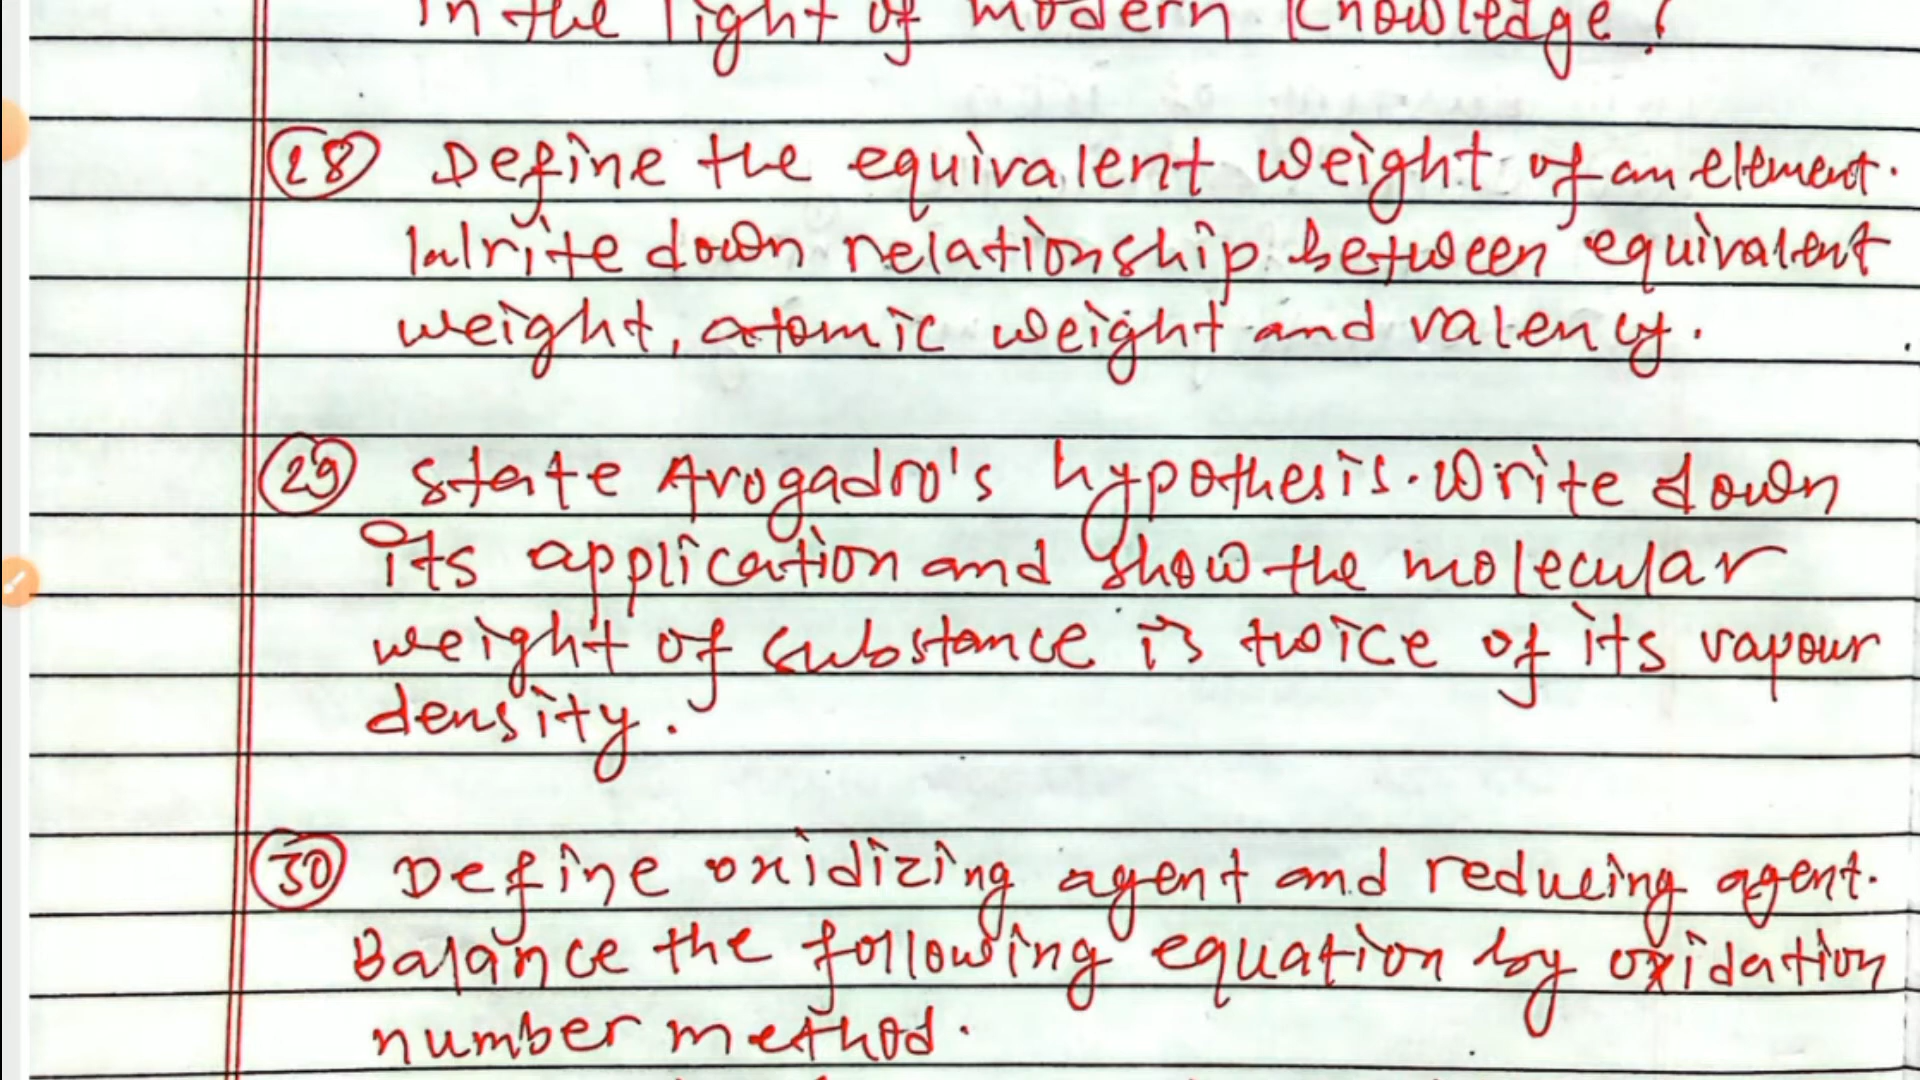 in the light of modern knowledge?
28 Define the equivalent weight of an element.
Write down relationship between equivalent
weight, atomic weight and valency.
29 state Avogadro's hypothesis. Write down
its application and show the molecular
weight of substance is twice of its vapour
density.
30 Define oxidizing agent and reducing agent.
Balance the following equation by oxidation
number method.